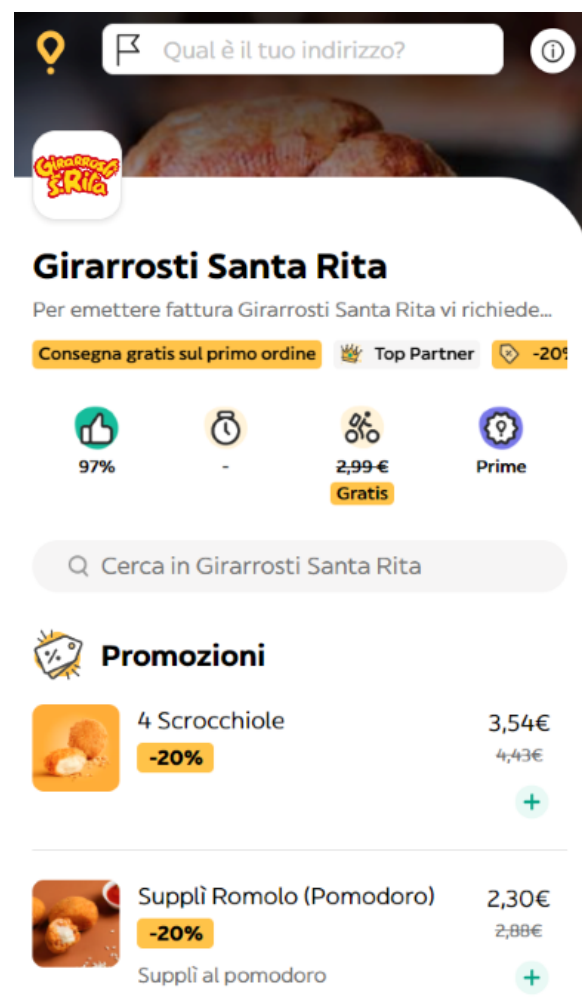 Qual è il tuo indirizzo?
Girarrosti
S.Rita
Girarrosti Santa Rita
Per emettere fattura Girarrosti Santa Rita vi richiede...
Consegna gratis sul primo ordine Top Partner -20%
97% - 2,99 € Prime
Gratis
Cerca in Girarrosti Santa Rita
Promozioni
4 Scrocchiole 3,54€
-20% 4,43€
Supplì Romolo (Pomodoro) 2,30€
-20% 2,88€
Supplì al pomodoro